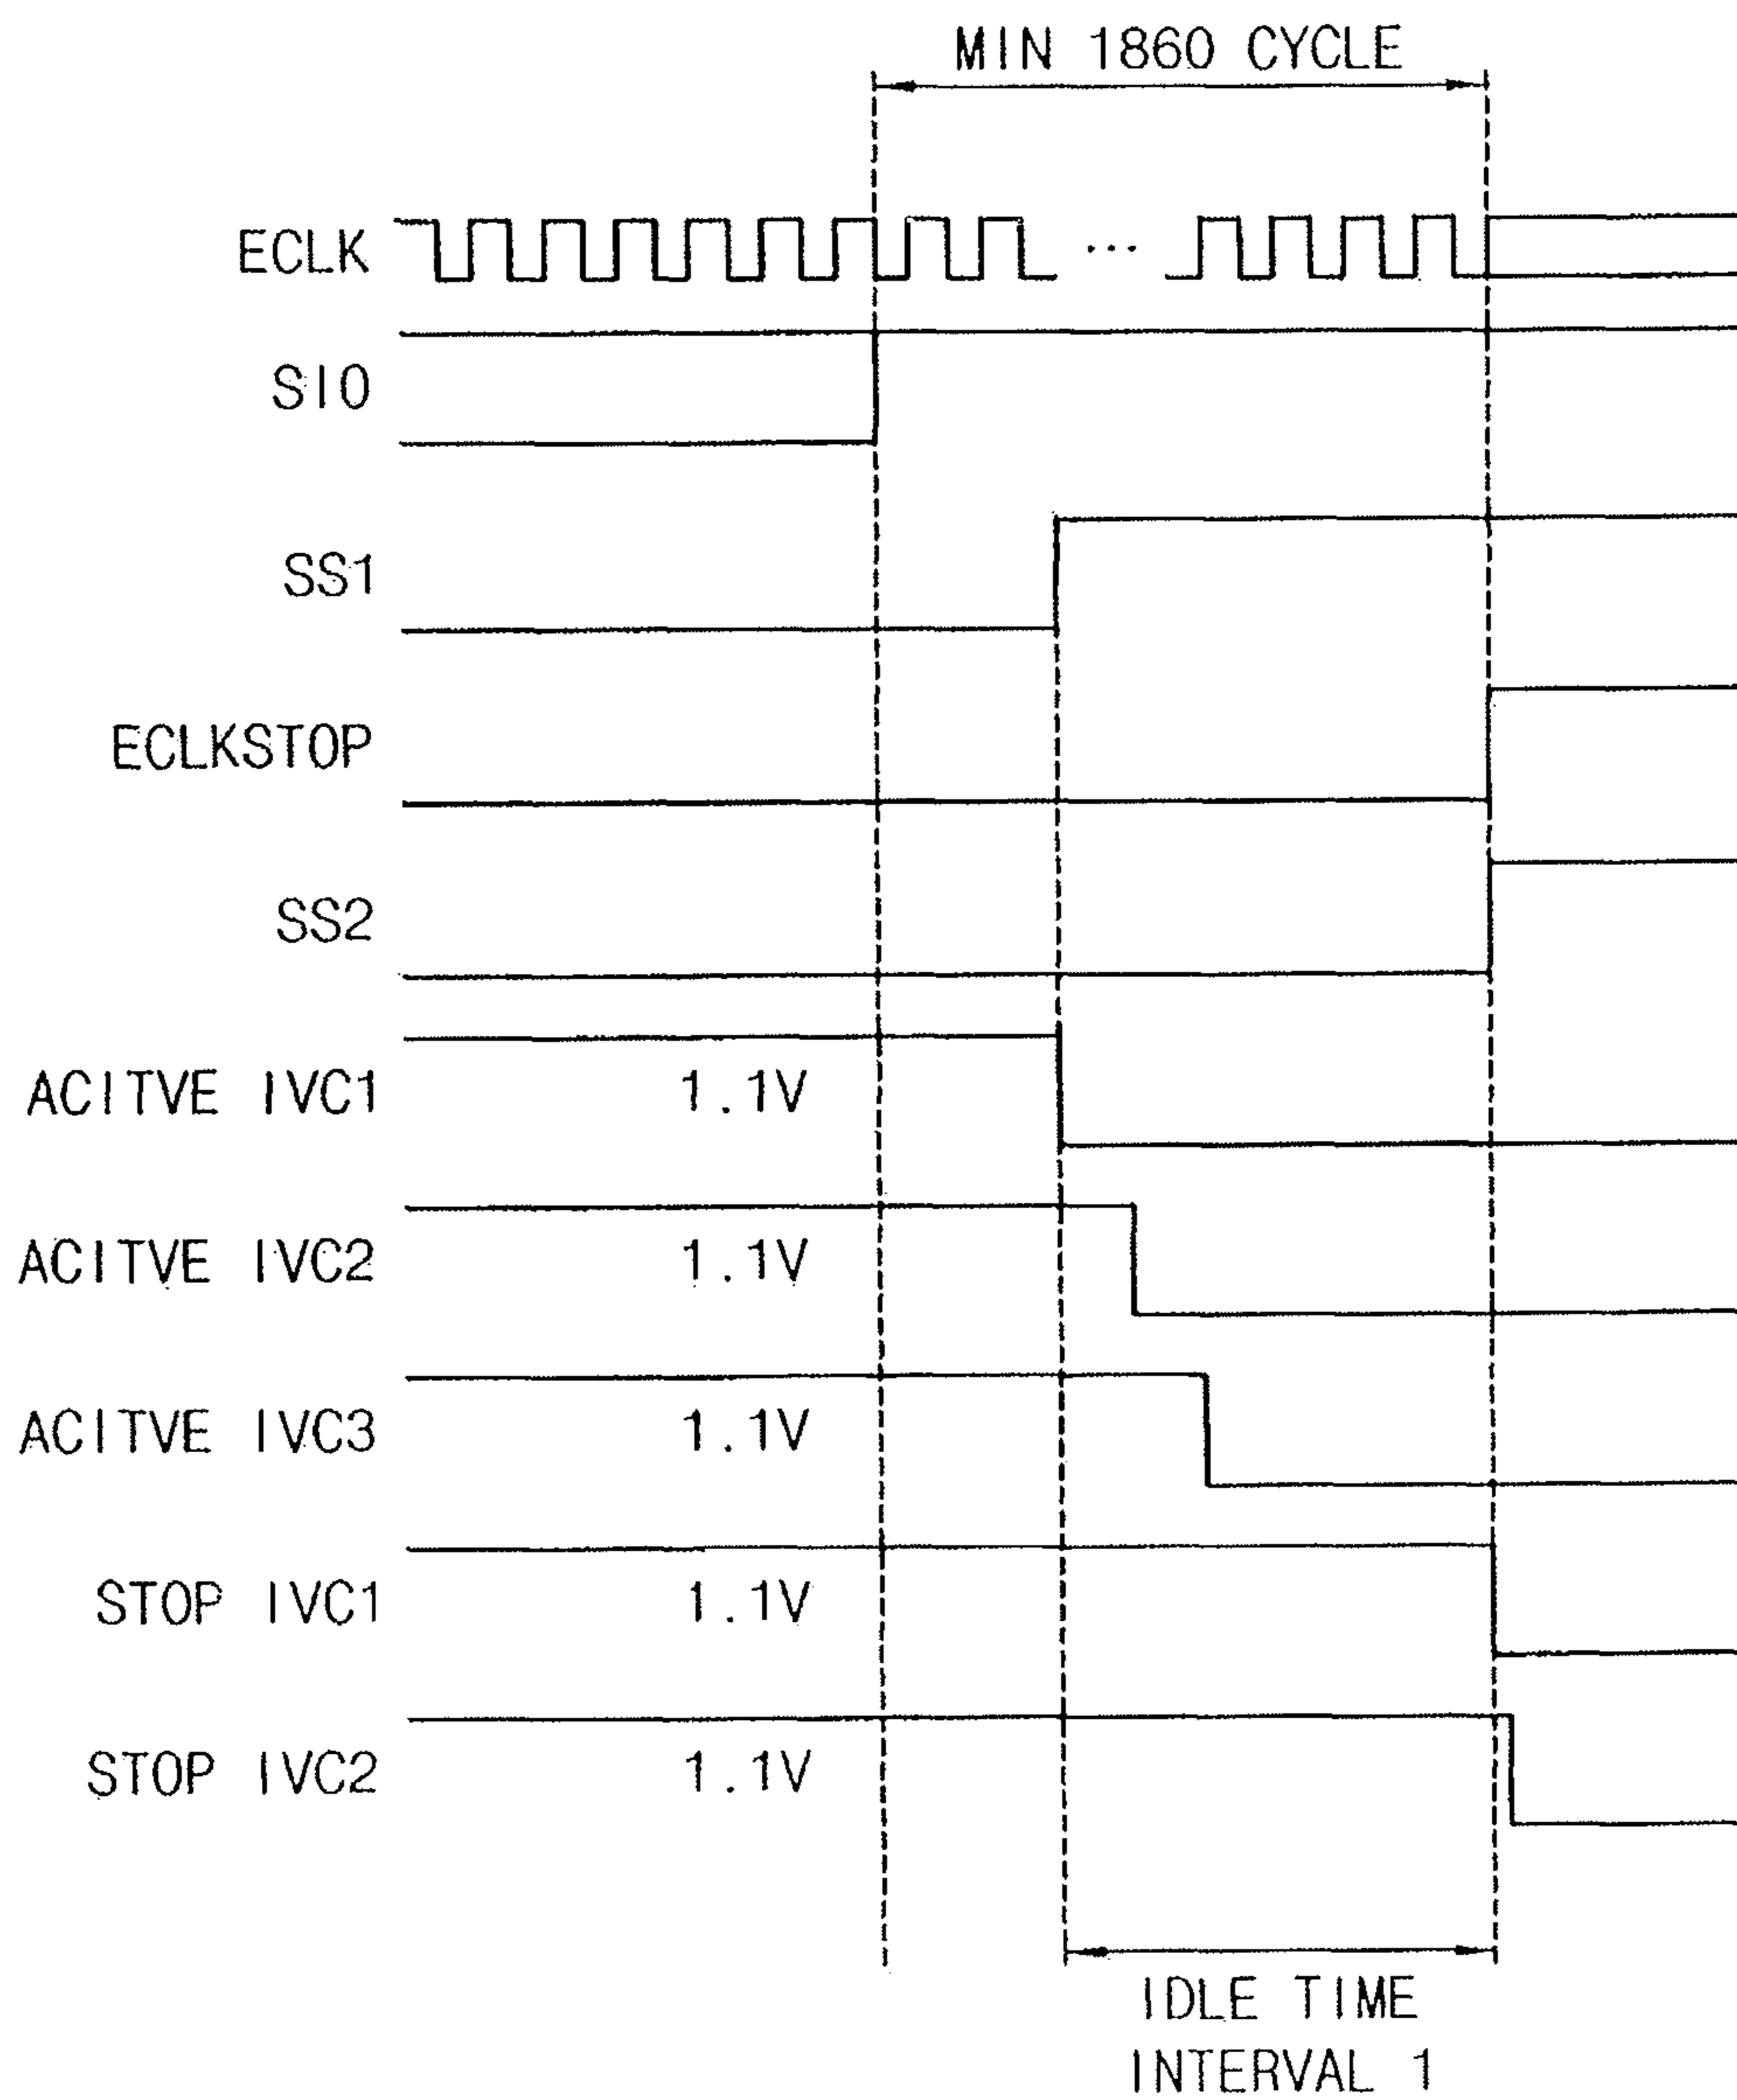 MIN 1860 CYCLE
ECLK
...
SIO
SS1
ECLKSTOP
SS2
ACITVE IVC1 1.1V
ACITVE IVC2 1.1V
ACITVE IVC3 1.1V
STOP IVC1 1.1V
STOP IVC2 1.1V
IDLE TIME
INTERVAL 1